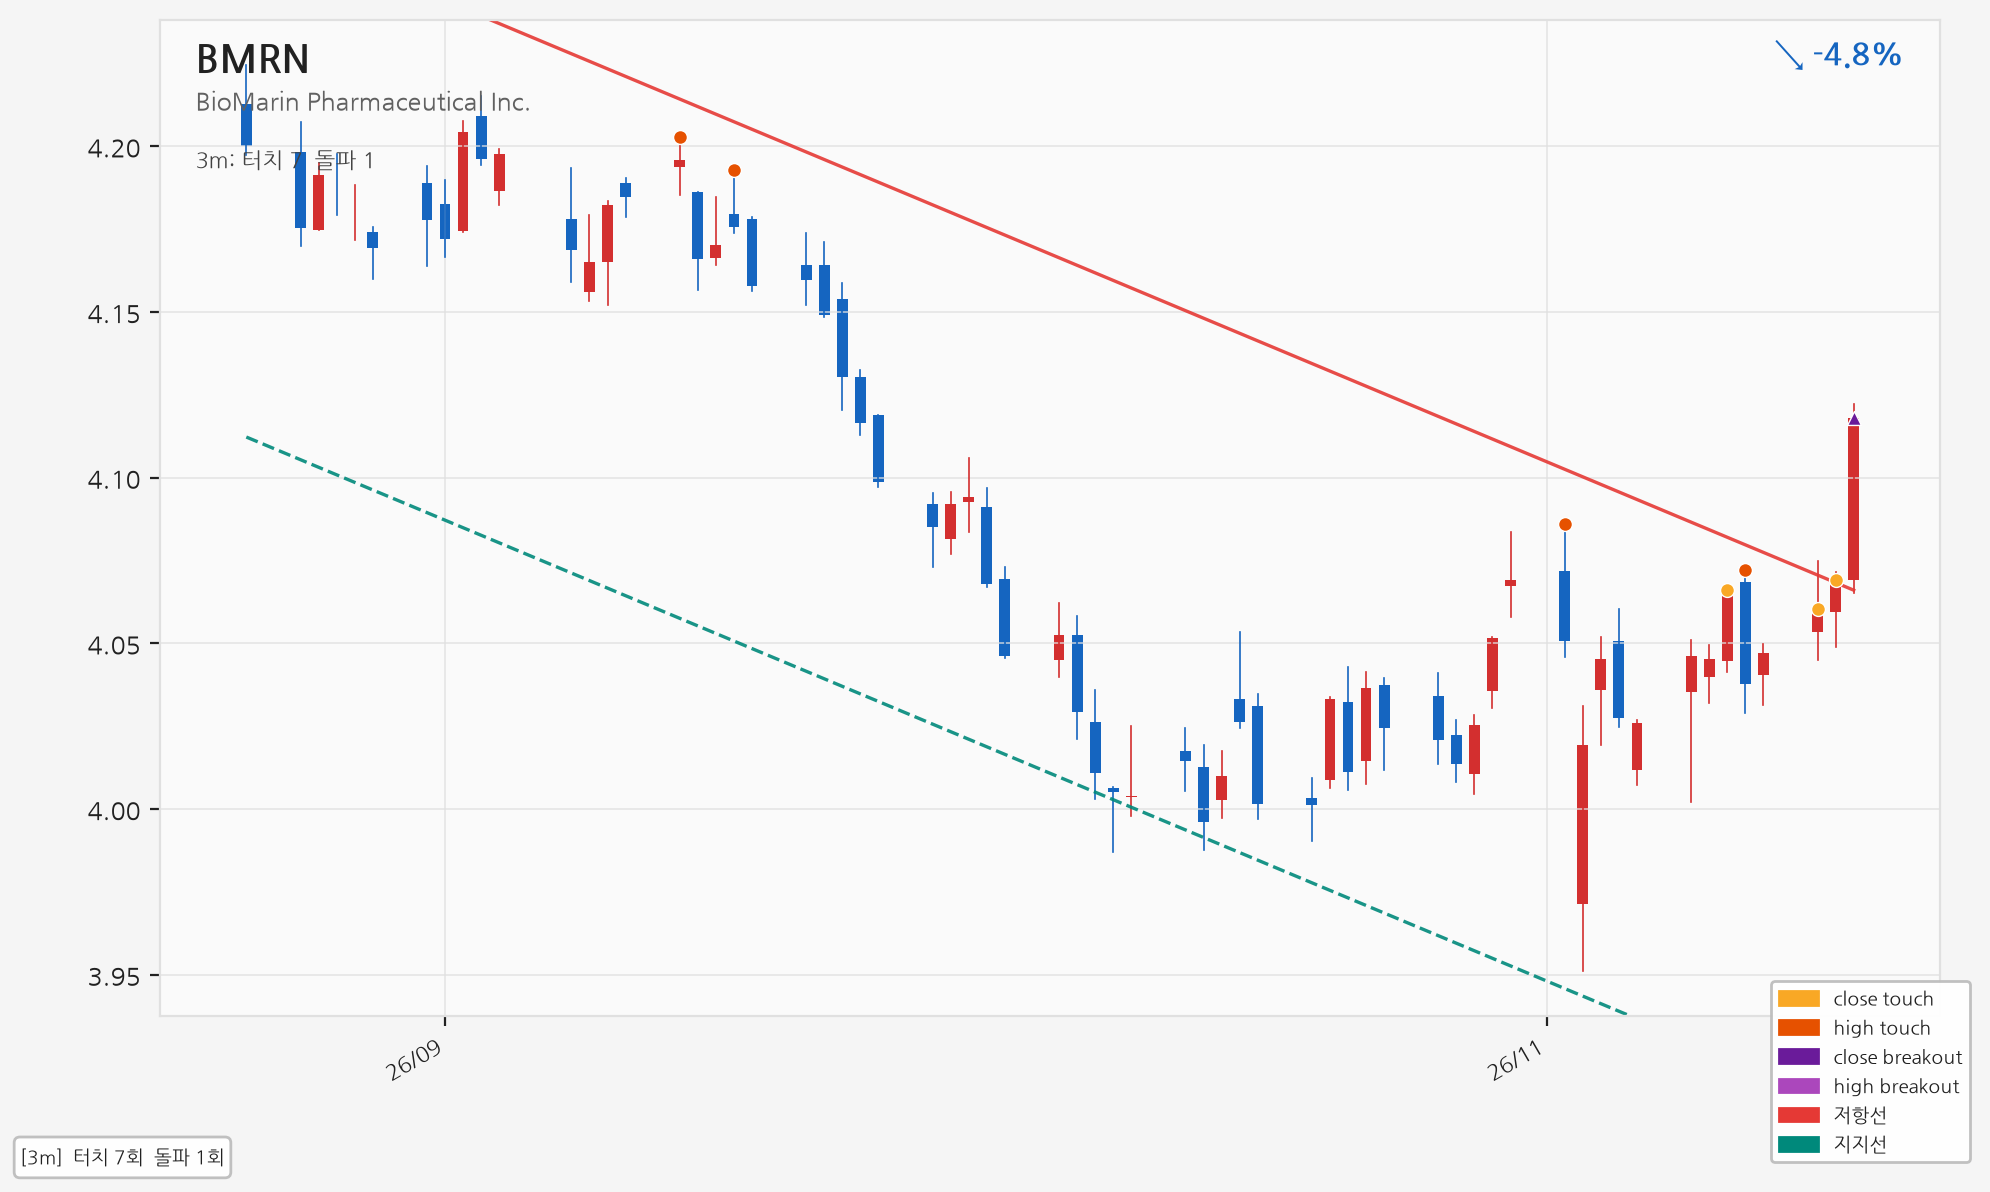 BMRN
BioMarin Pharmaceutical Inc.
3m: 터치 7 돌파 1
-4.8%
4.20
4.15
4.10
4.05
4.00
3.95
26/09
26/11
close touch
high touch
close breakout
high breakout
저항선
지지선
[3m] 터치 7회 돌파 1회